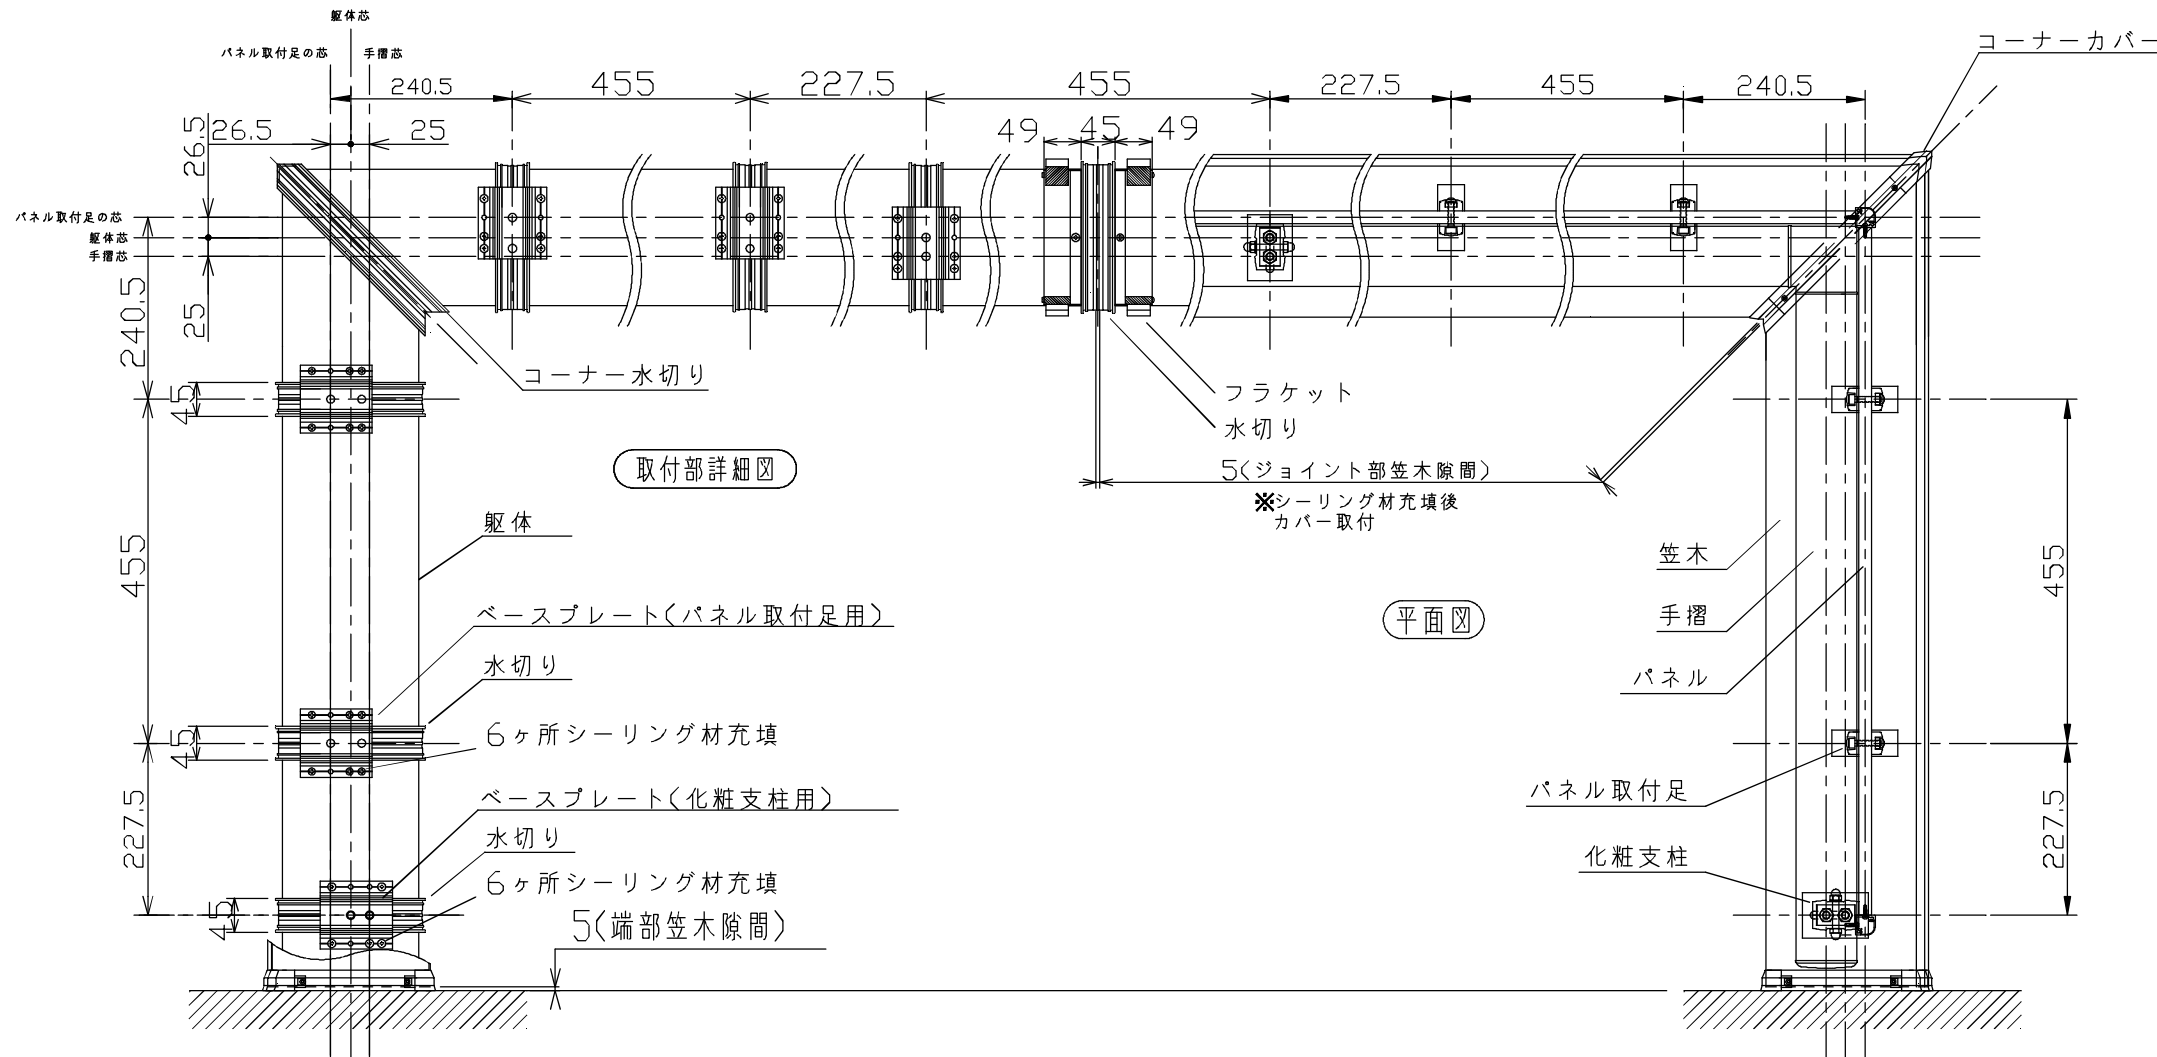 躯体芯
パネル取付足の芯
手摺芯
コーナーカバー
240.5
455
227.5
455
227.5
455
240.5
26.5
25
49
45
49
26.5
パネル取付足の芯
躯体芯
手摺芯
240.5
25
コーナー水切り
45
フラケット
水切り
取付部詳細図
5(ジョイント部笠木隙間)
※シーリング材充填後
カバー取付
躯体
笠木
455
455
ベースプレート(パネル取付足用)
平面図
手摺
水切り
パネル
45
6ヶ所シーリング材充填
ベースプレート(化粧支柱用)
パネル取付足
227.5
227.5
水切り
化粧支柱
6ヶ所シーリング材充填
45
5(端部笠木隙間)